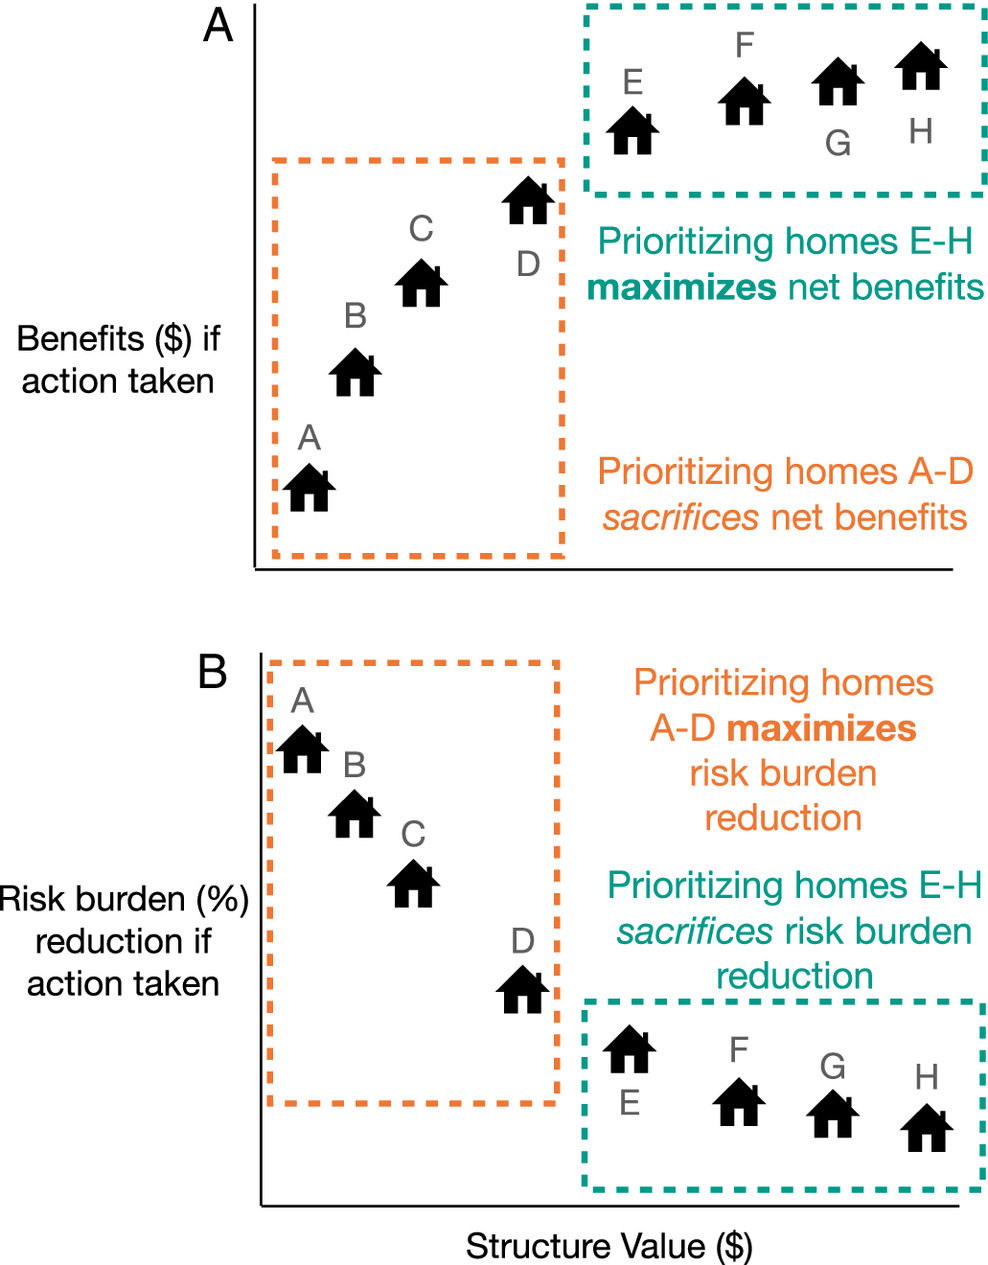 A
E
F
G
H
C
D
B
A
Benefits ($) if
action taken
Prioritizing homes E-H
maximizes net benefits
Prioritizing homes A-D
sacrifices net benefits
B
A
B
C
D
Risk burden (%)
reduction if
action taken
Prioritizing homes
A-D maximizes
risk burden
reduction
Prioritizing homes E-H
sacrifices risk burden
reduction
E
F
G
H
Structure Value ($)